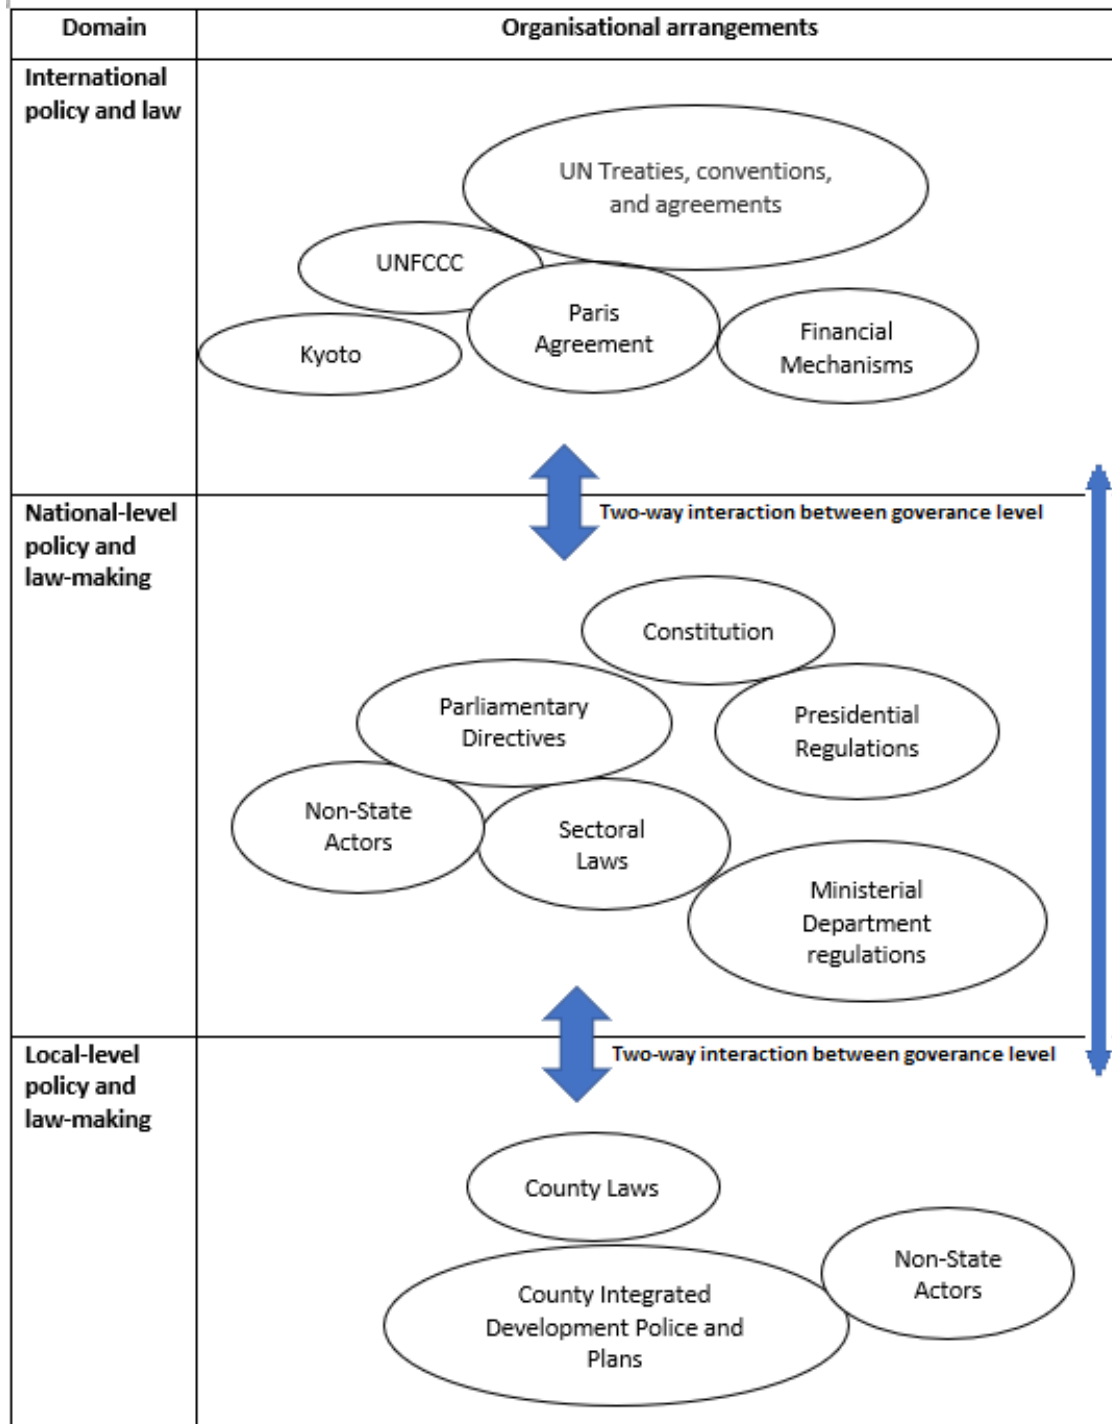 Domain
Organisational arrangements
International
policy and law
UN Treaties, conventions,
and agreements
UNFCCC
Paris
Agreement
Kyoto
Financial
Mechanisms
Two-way interaction between goverance level
National-level
policy and
law-making
Constitution
Parliamentary
Directives
Presidential
Regulations
Non-State
Actors
Sectoral
Laws
Ministerial
Department
regulations
Two-way interaction between goverance level
Local-level
policy and
law-making
County Laws
Non-State
Actors
County Integrated
Development Police and
Plans